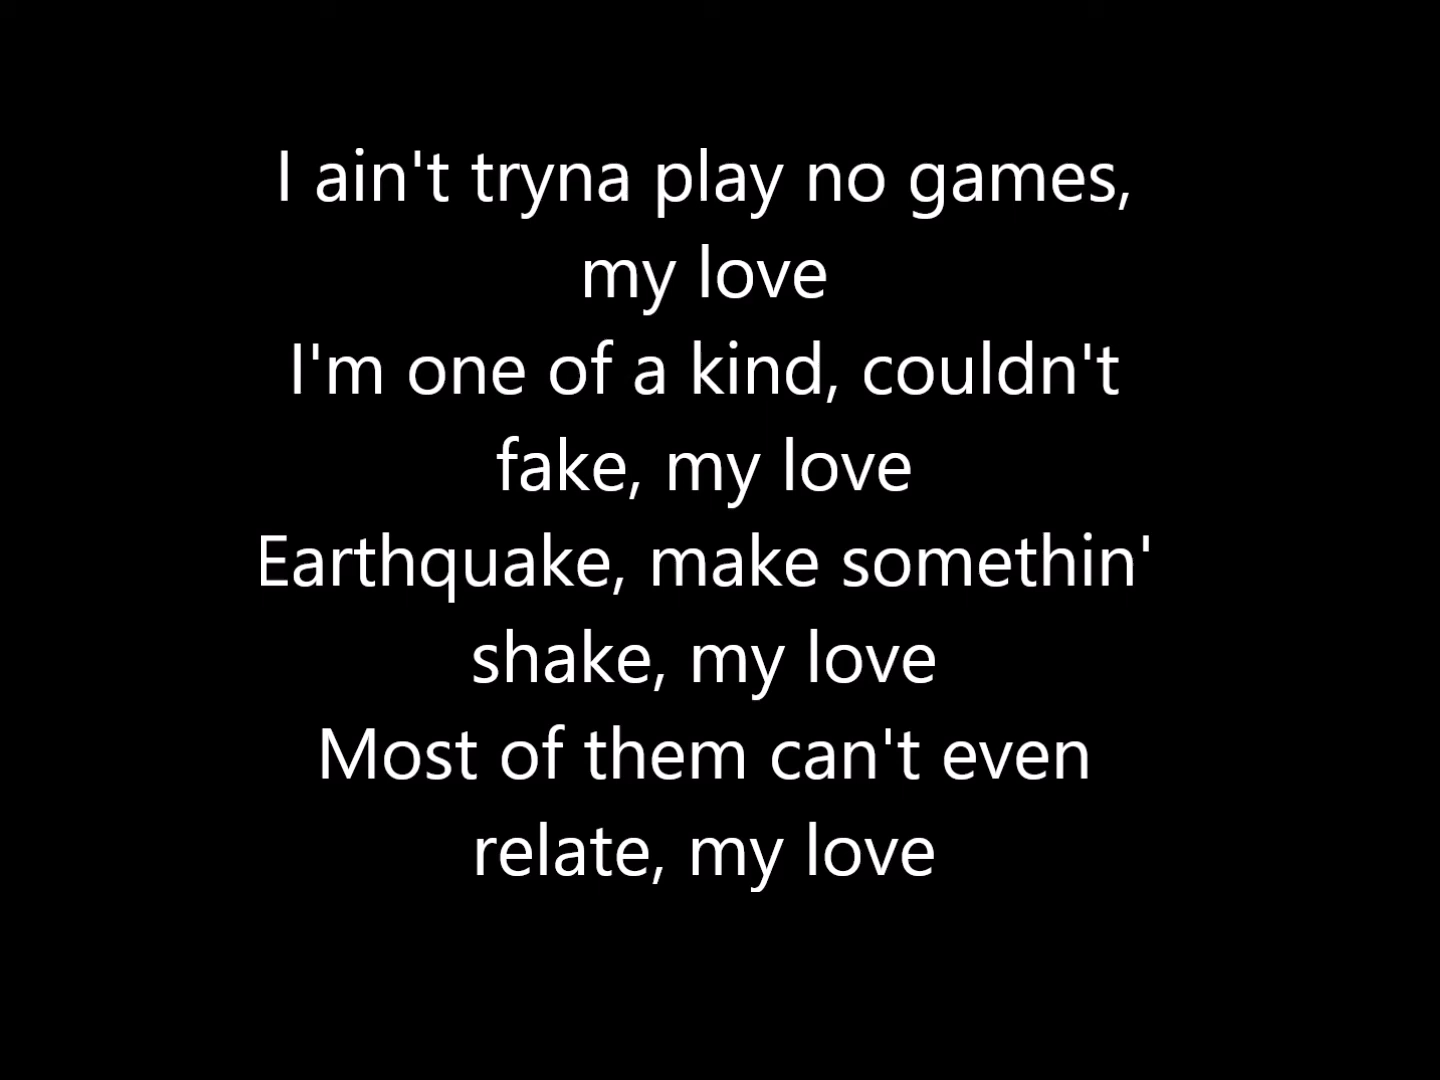 I ain't tryna play no games,
my love
I'm one of a kind, couldn't
fake, my love
Earthquake, make somethin'
shake, my love
Most of them can't even
relate, my love